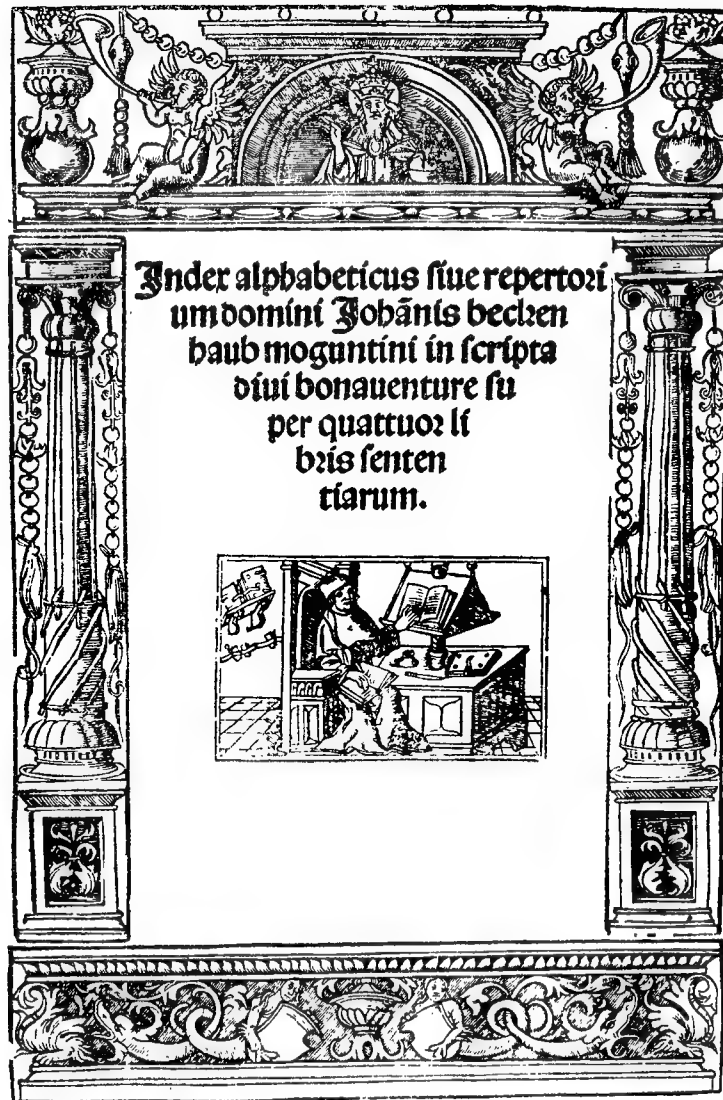 Index alphabeticus siue repertori
um domini Johānis becken
haub moguntini in scripta
diui bonauenture su
per quattuor li
bris senten
tiarum.